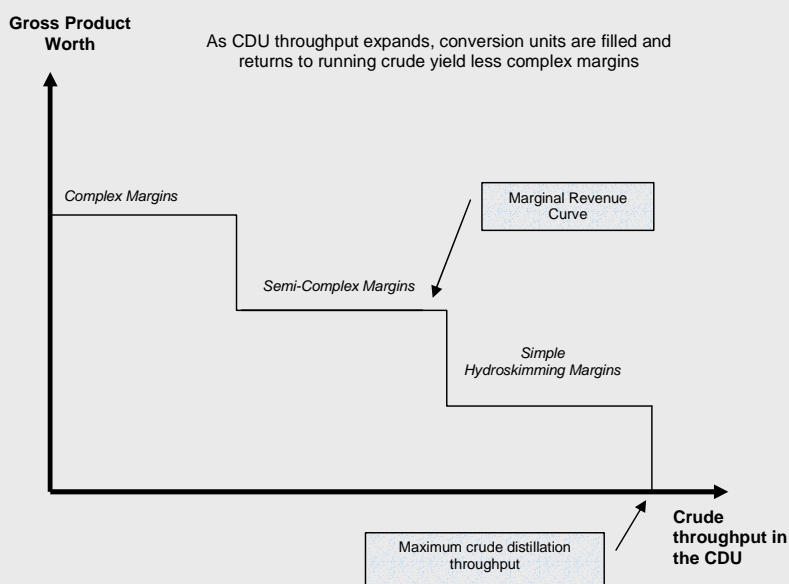 Gross Product
Worth
As CDU throughput expands, conversion units are filled and
returns to running crude yield less complex margins
Complex Margins
Marginal Revenue
Curve
Semi-Complex Margins
Simple
Hydroskimming Margins
Crude
throughput in
the CDU
Maximum crude distillation
throughput